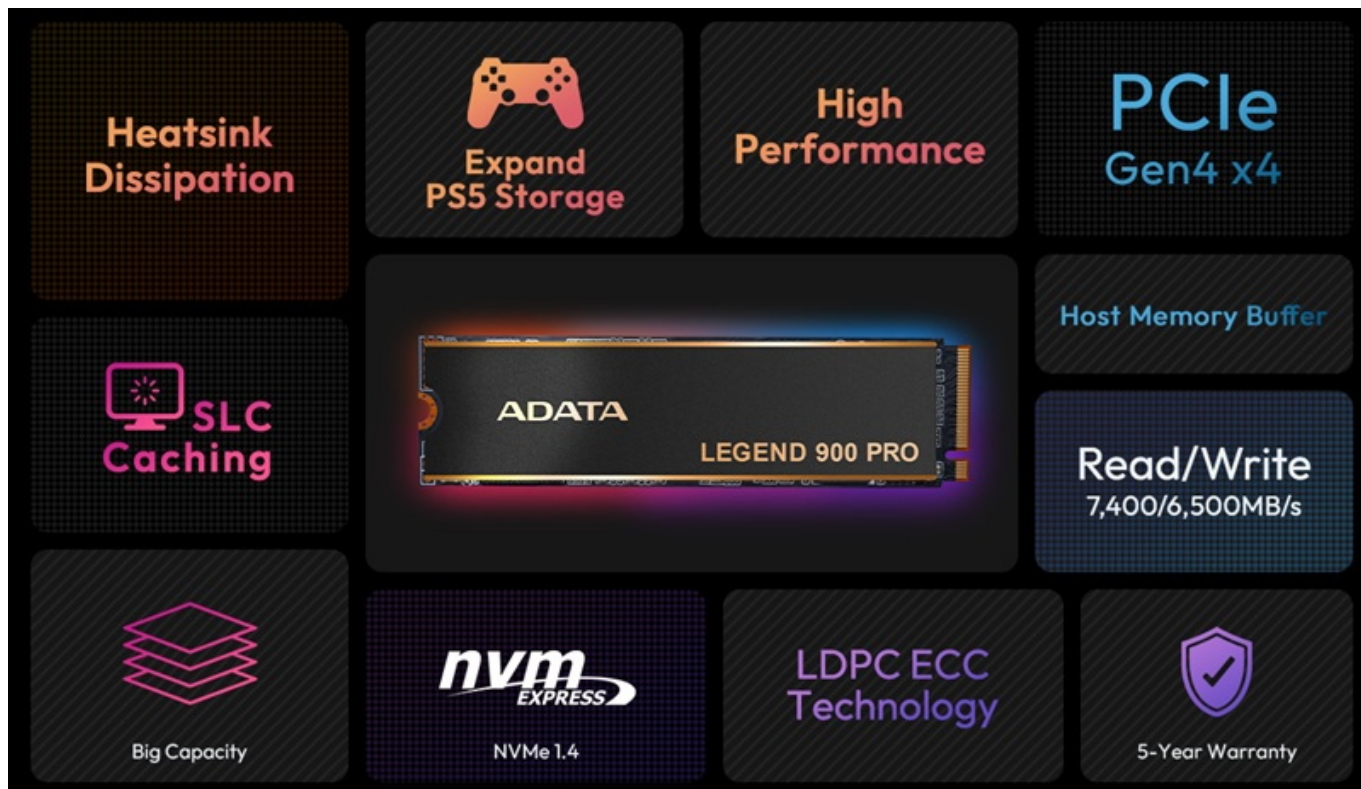 Heatsink
Dissipation
Expand
PS5 Storage
High
Performance
PCIe
Gen4 x4
Host Memory Buffer
SLC
Caching
ADATA
LEGEND 900 PRO
Read/Write
7,400/6,500MB/s
Big Capacity
nvm
EXPRESS
NVMe 1.4
LDPC ECC
Technology
5-Year Warranty